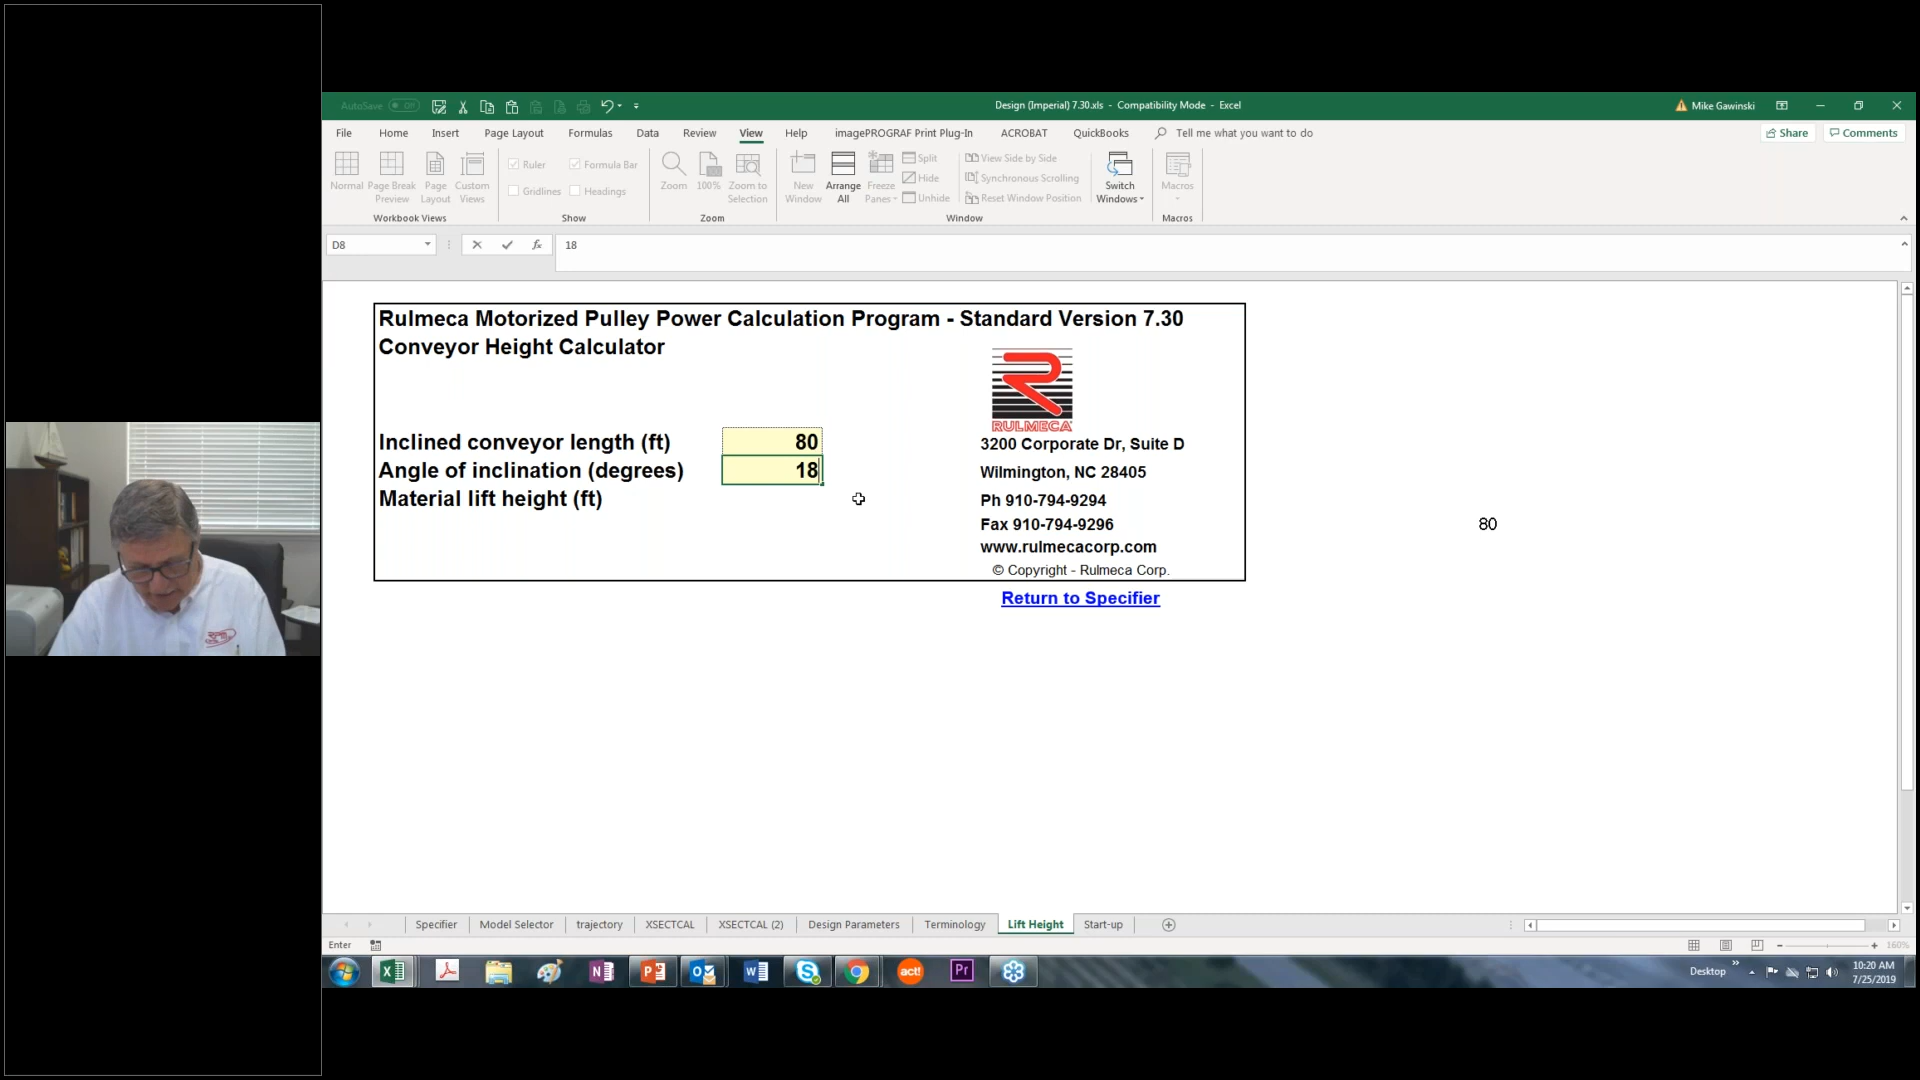 AutoSave Off
Design (Imperial) 7.30.xls - Compatibility Mode - Excel
Mike Gawinski
File Home Insert Page Layout Formulas Data Review View Help imagePROGRAF Print Plug-In ACROBAT QuickBooks Tell me what you want to do
Share Comments
Normal Page Break Preview Page Layout Custom Views
Workbook Views
Ruler Formula Bar
Gridlines Headings
Show
Zoom 100% Zoom to Selection
Zoom
New Window Arrange All Freeze Panes
Split
Hide
Unhide
View Side by Side
Synchronous Scrolling
Reset Window Position
Switch Windows
Window
Macros
Macros
D8
fx
18
Rulmeca Motorized Pulley Power Calculation Program - Standard Version 7.30
Conveyor Height Calculator
RULMECA
Inclined conveyor length (ft) 80
Angle of inclination (degrees) 18
Material lift height (ft)
3200 Corporate Dr, Suite D
Wilmington, NC 28405
Ph 910-794-9294
Fax 910-794-9296
www.rulmecacorp.com
© Copyright - Rulmeca Corp.
Return to Specifier
80
Specifier Model Selector trajectory XSECTCAL XSECTCAL (2) Design Parameters Terminology Lift Height Start-up
Enter
160%
act!
Pr
Desktop
10:20 AM
7/25/2019